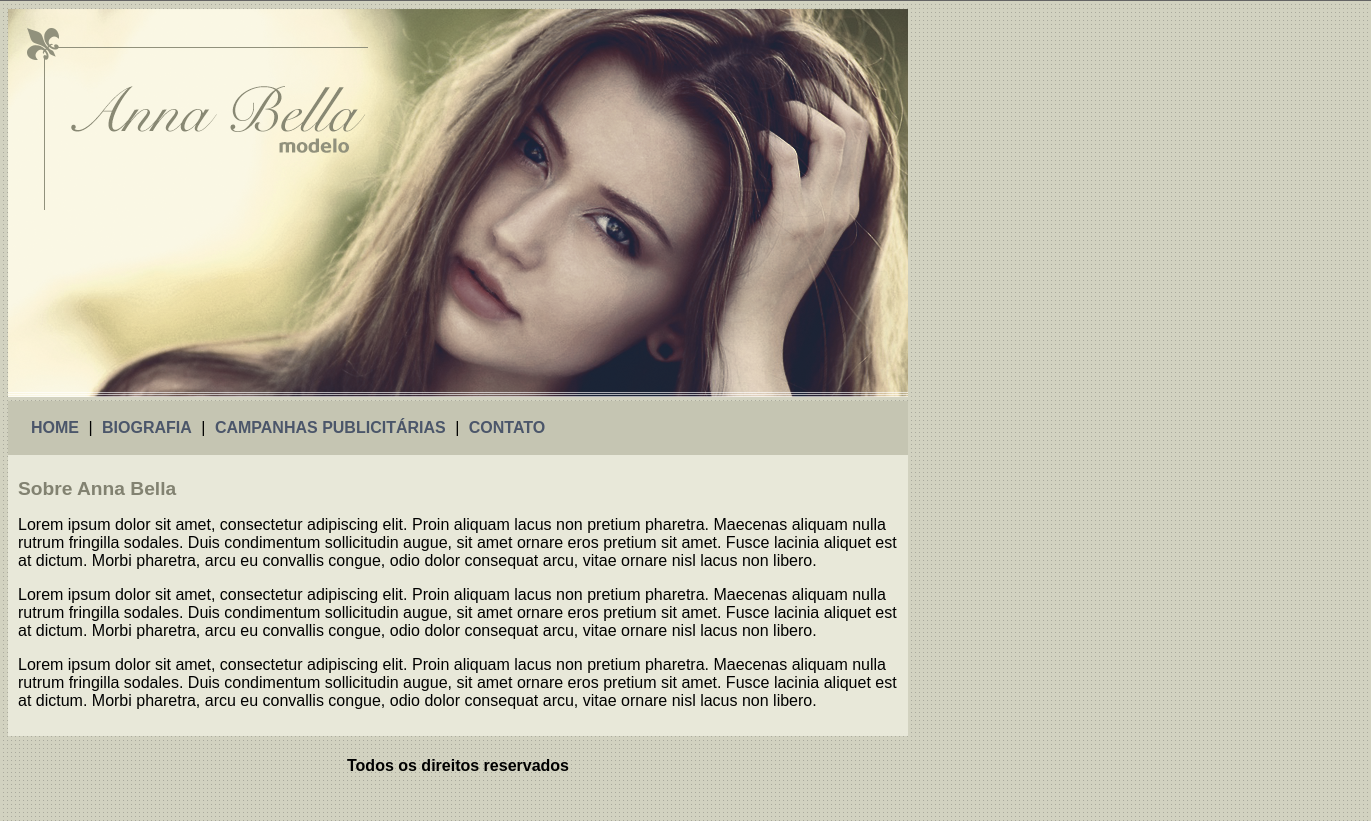 Anna Bella
modelo
HOME | BIOGRAFIA | CAMPANHAS PUBLICITÁRIAS | CONTATO
Sobre Anna Bella
Lorem ipsum dolor sit amet, consectetur adipiscing elit. Proin aliquam lacus non pretium pharetra. Maecenas aliquam nulla
rutrum fringilla sodales. Duis condimentum sollicitudin augue, sit amet ornare eros pretium sit amet. Fusce lacinia aliquet est
at dictum. Morbi pharetra, arcu eu convallis congue, odio dolor consequat arcu, vitae ornare nisl lacus non libero.
Lorem ipsum dolor sit amet, consectetur adipiscing elit. Proin aliquam lacus non pretium pharetra. Maecenas aliquam nulla
rutrum fringilla sodales. Duis condimentum sollicitudin augue, sit amet ornare eros pretium sit amet. Fusce lacinia aliquet est
at dictum. Morbi pharetra, arcu eu convallis congue, odio dolor consequat arcu, vitae ornare nisl lacus non libero.
Lorem ipsum dolor sit amet, consectetur adipiscing elit. Proin aliquam lacus non pretium pharetra. Maecenas aliquam nulla
rutrum fringilla sodales. Duis condimentum sollicitudin augue, sit amet ornare eros pretium sit amet. Fusce lacinia aliquet est
at dictum. Morbi pharetra, arcu eu convallis congue, odio dolor consequat arcu, vitae ornare nisl lacus non libero.
Todos os direitos reservados